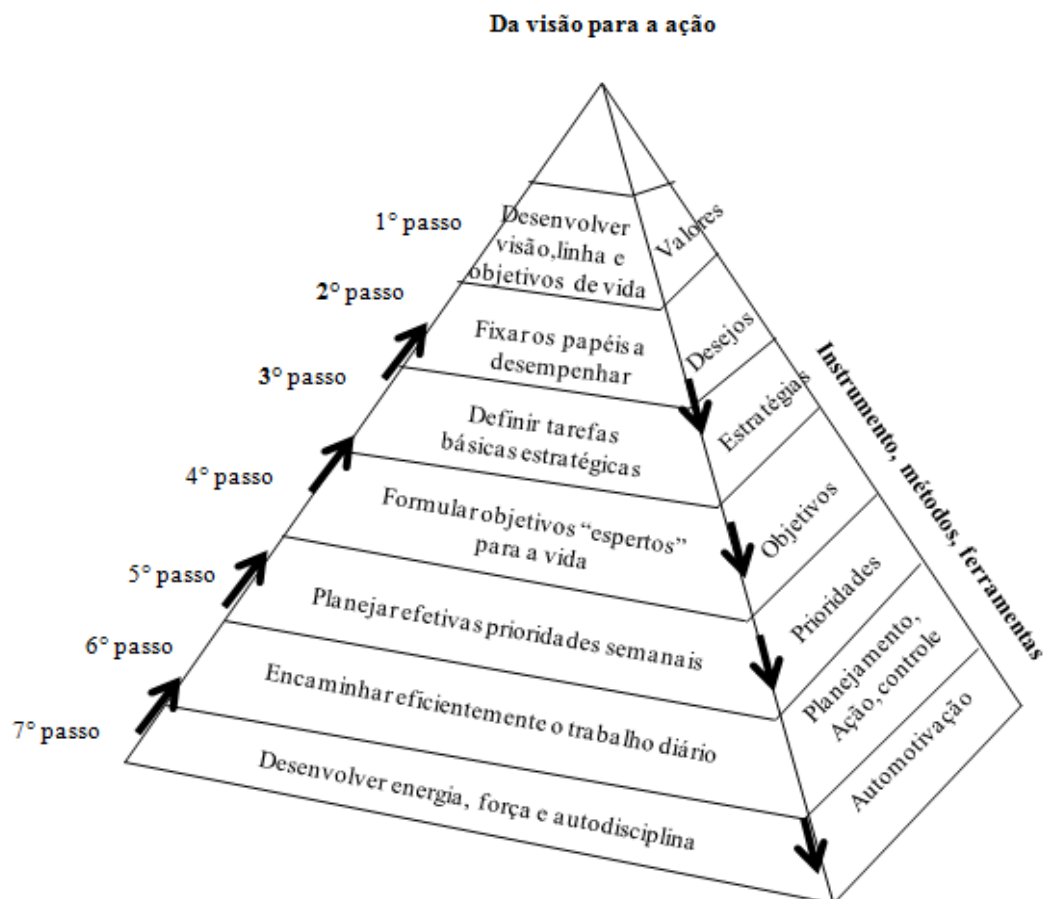 Da visão para a ação
1° passo
Desenvolver
visão,linha e
objetivos de vida
Valores
2° passo
Fixar os papéis a
desempenhar
Desejos
3° passo
Definir tarefas
básicas estratégicas
Estratégias
4° passo
Formular objetivos “espertos”
para a vida
Objetivos
5° passo
Planejar efetivas prioridades semanais
Prioridades
6° passo
Encaminhar eficientemente o trabalho diário
Planejamento,
Ação, controle
7° passo
Desenvolver energia, força e autodisciplina
Automotivação
Instrumento, métodos, ferramentas